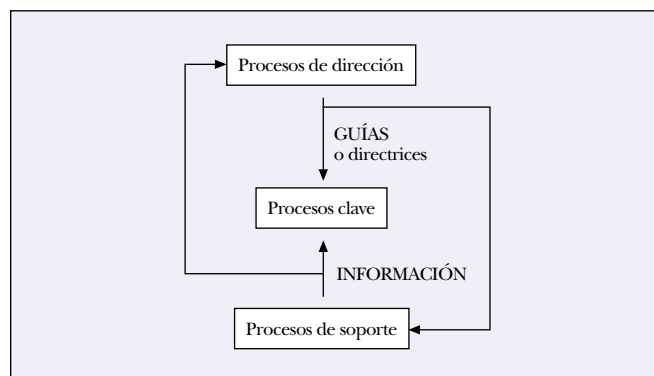 Procesos de dirección
GUÍAS
o directrices
Procesos clave
INFORMACIÓN
Procesos de soporte